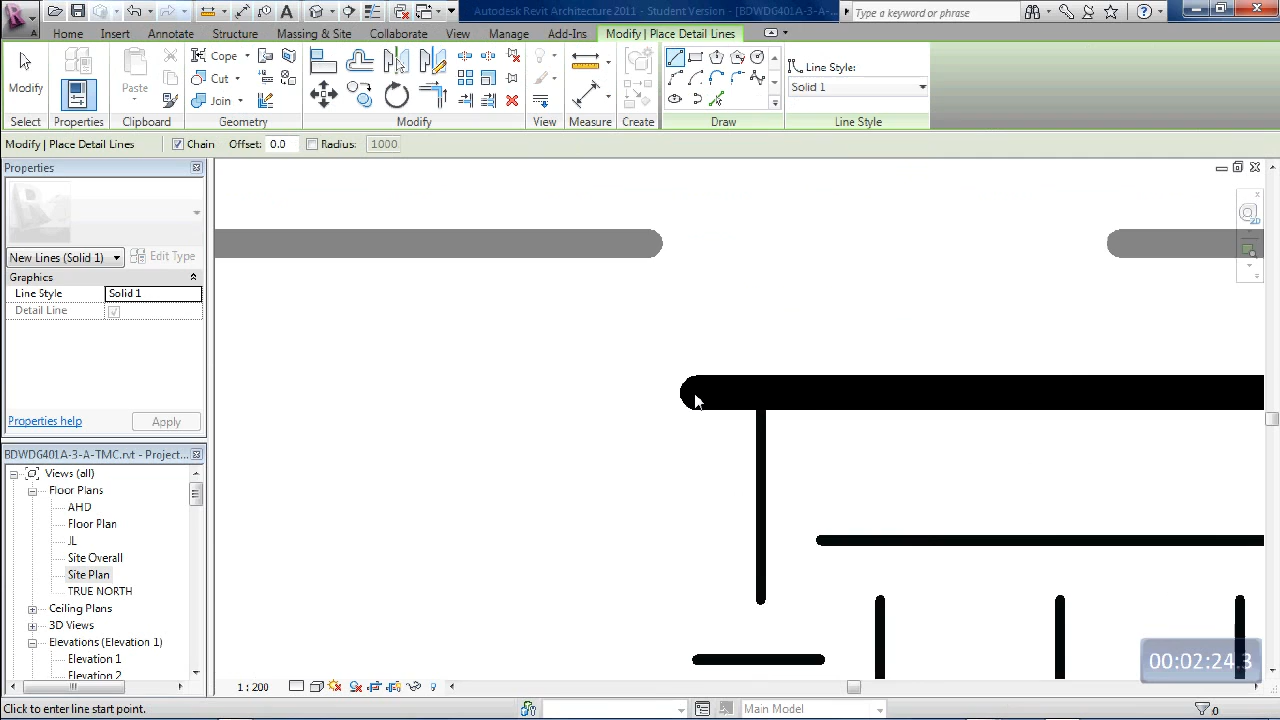 Autodesk Revit Architecture 2011 - Student Version - [BDWDG401A-3-A-...
Type a keyword or phrase
Home Insert Annotate Structure Massing & Site Collaborate View Manage Add-Ins Modify | Place Detail Lines
Modify Paste Cope Cut Join Line Style:
Solid 1
Select Properties Clipboard Geometry Modify View Measure Create Draw Line Style
Modify | Place Detail Lines Chain Offset: 0.0 Radius: 1000
Properties
New Lines (Solid 1) Edit Type
Graphics
Line Style Solid 1
Detail Line
Properties help Apply
BDWDG401A-3-A-TMC.rvt - Project...
Views (all)
Floor Plans
AHD
Floor Plan
JL
Site Overall
Site Plan
TRUE NORTH
Ceiling Plans
3D Views
Elevations (Elevation 1)
Elevation 1
Elevation 2
1 : 200
00:02:24.3
Click to enter line start point. Main Model :0